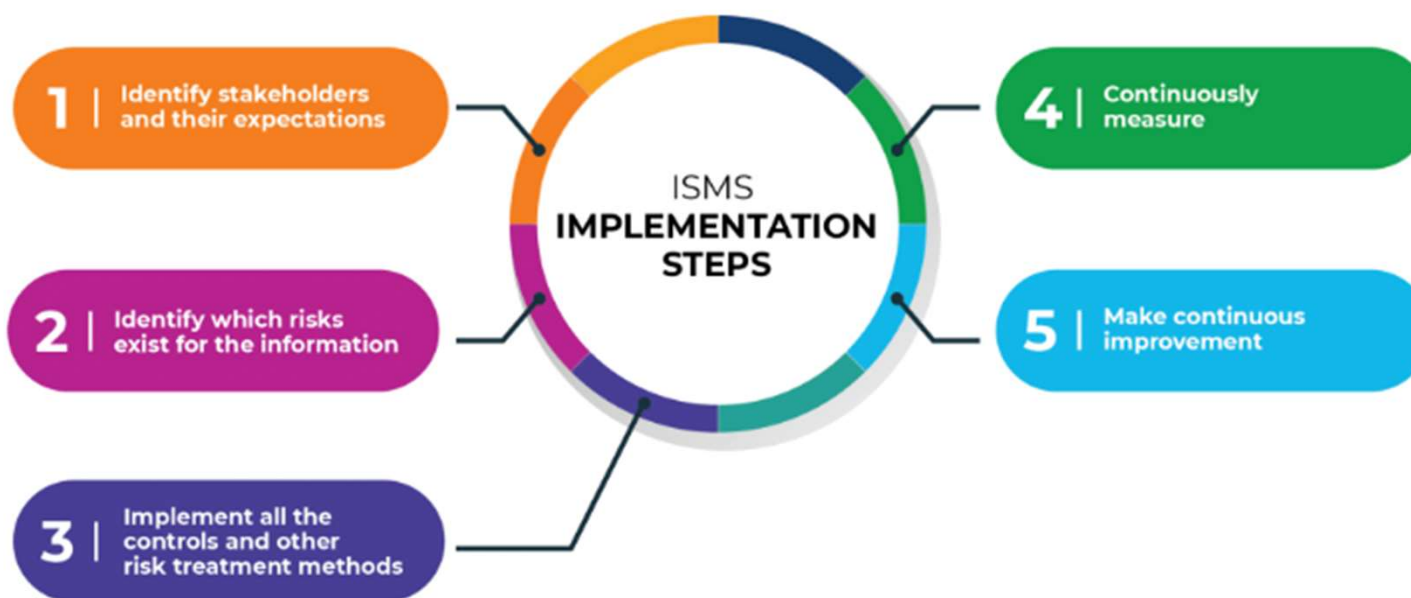 1 | Identify stakeholders
and their expectations
2 | Identify which risks
exist for the information
3 | Implement all the
controls and other
risk treatment methods
ISMS
IMPLEMENTATION
STEPS
4 | Continuously
measure
5 | Make continuous
improvement